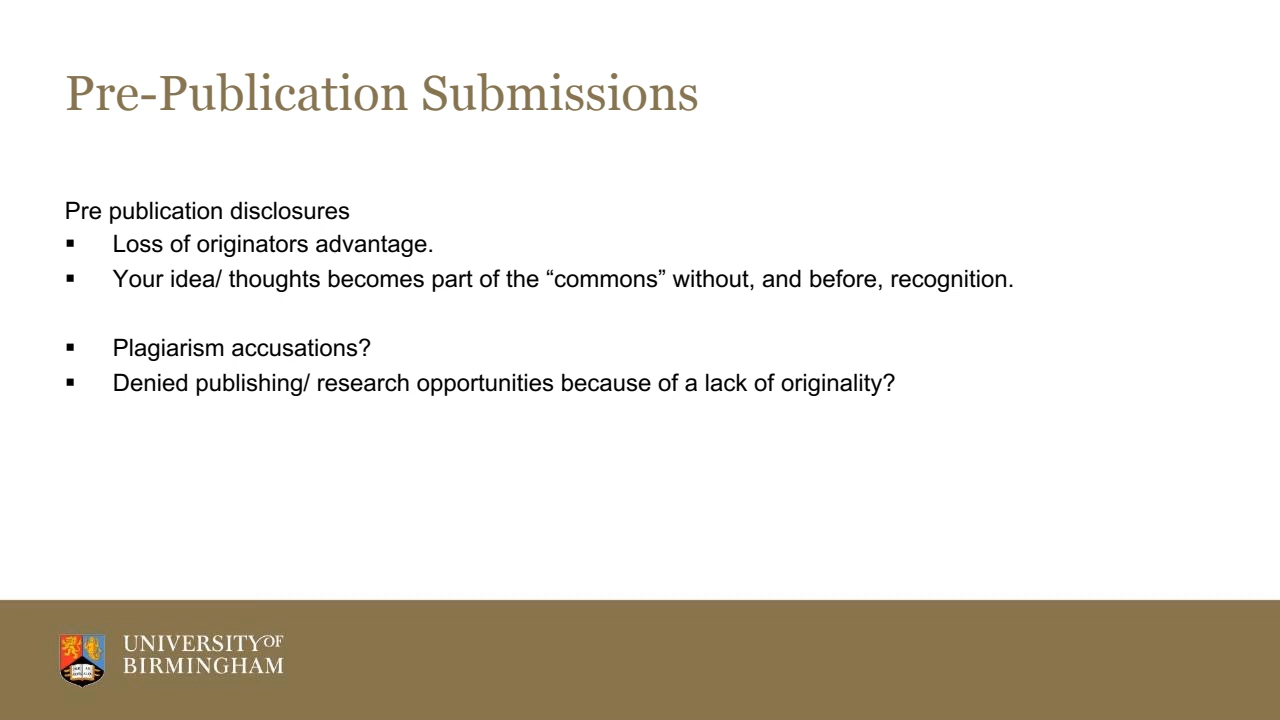 Pre-Publication Submissions
Pre publication disclosures
▪ Loss of originators advantage.
▪ Your idea/ thoughts becomes part of the “commons” without, and before, recognition.
▪ Plagiarism accusations?
▪ Denied publishing/ research opportunities because of a lack of originality?
UNIVERSITY OF
BIRMINGHAM